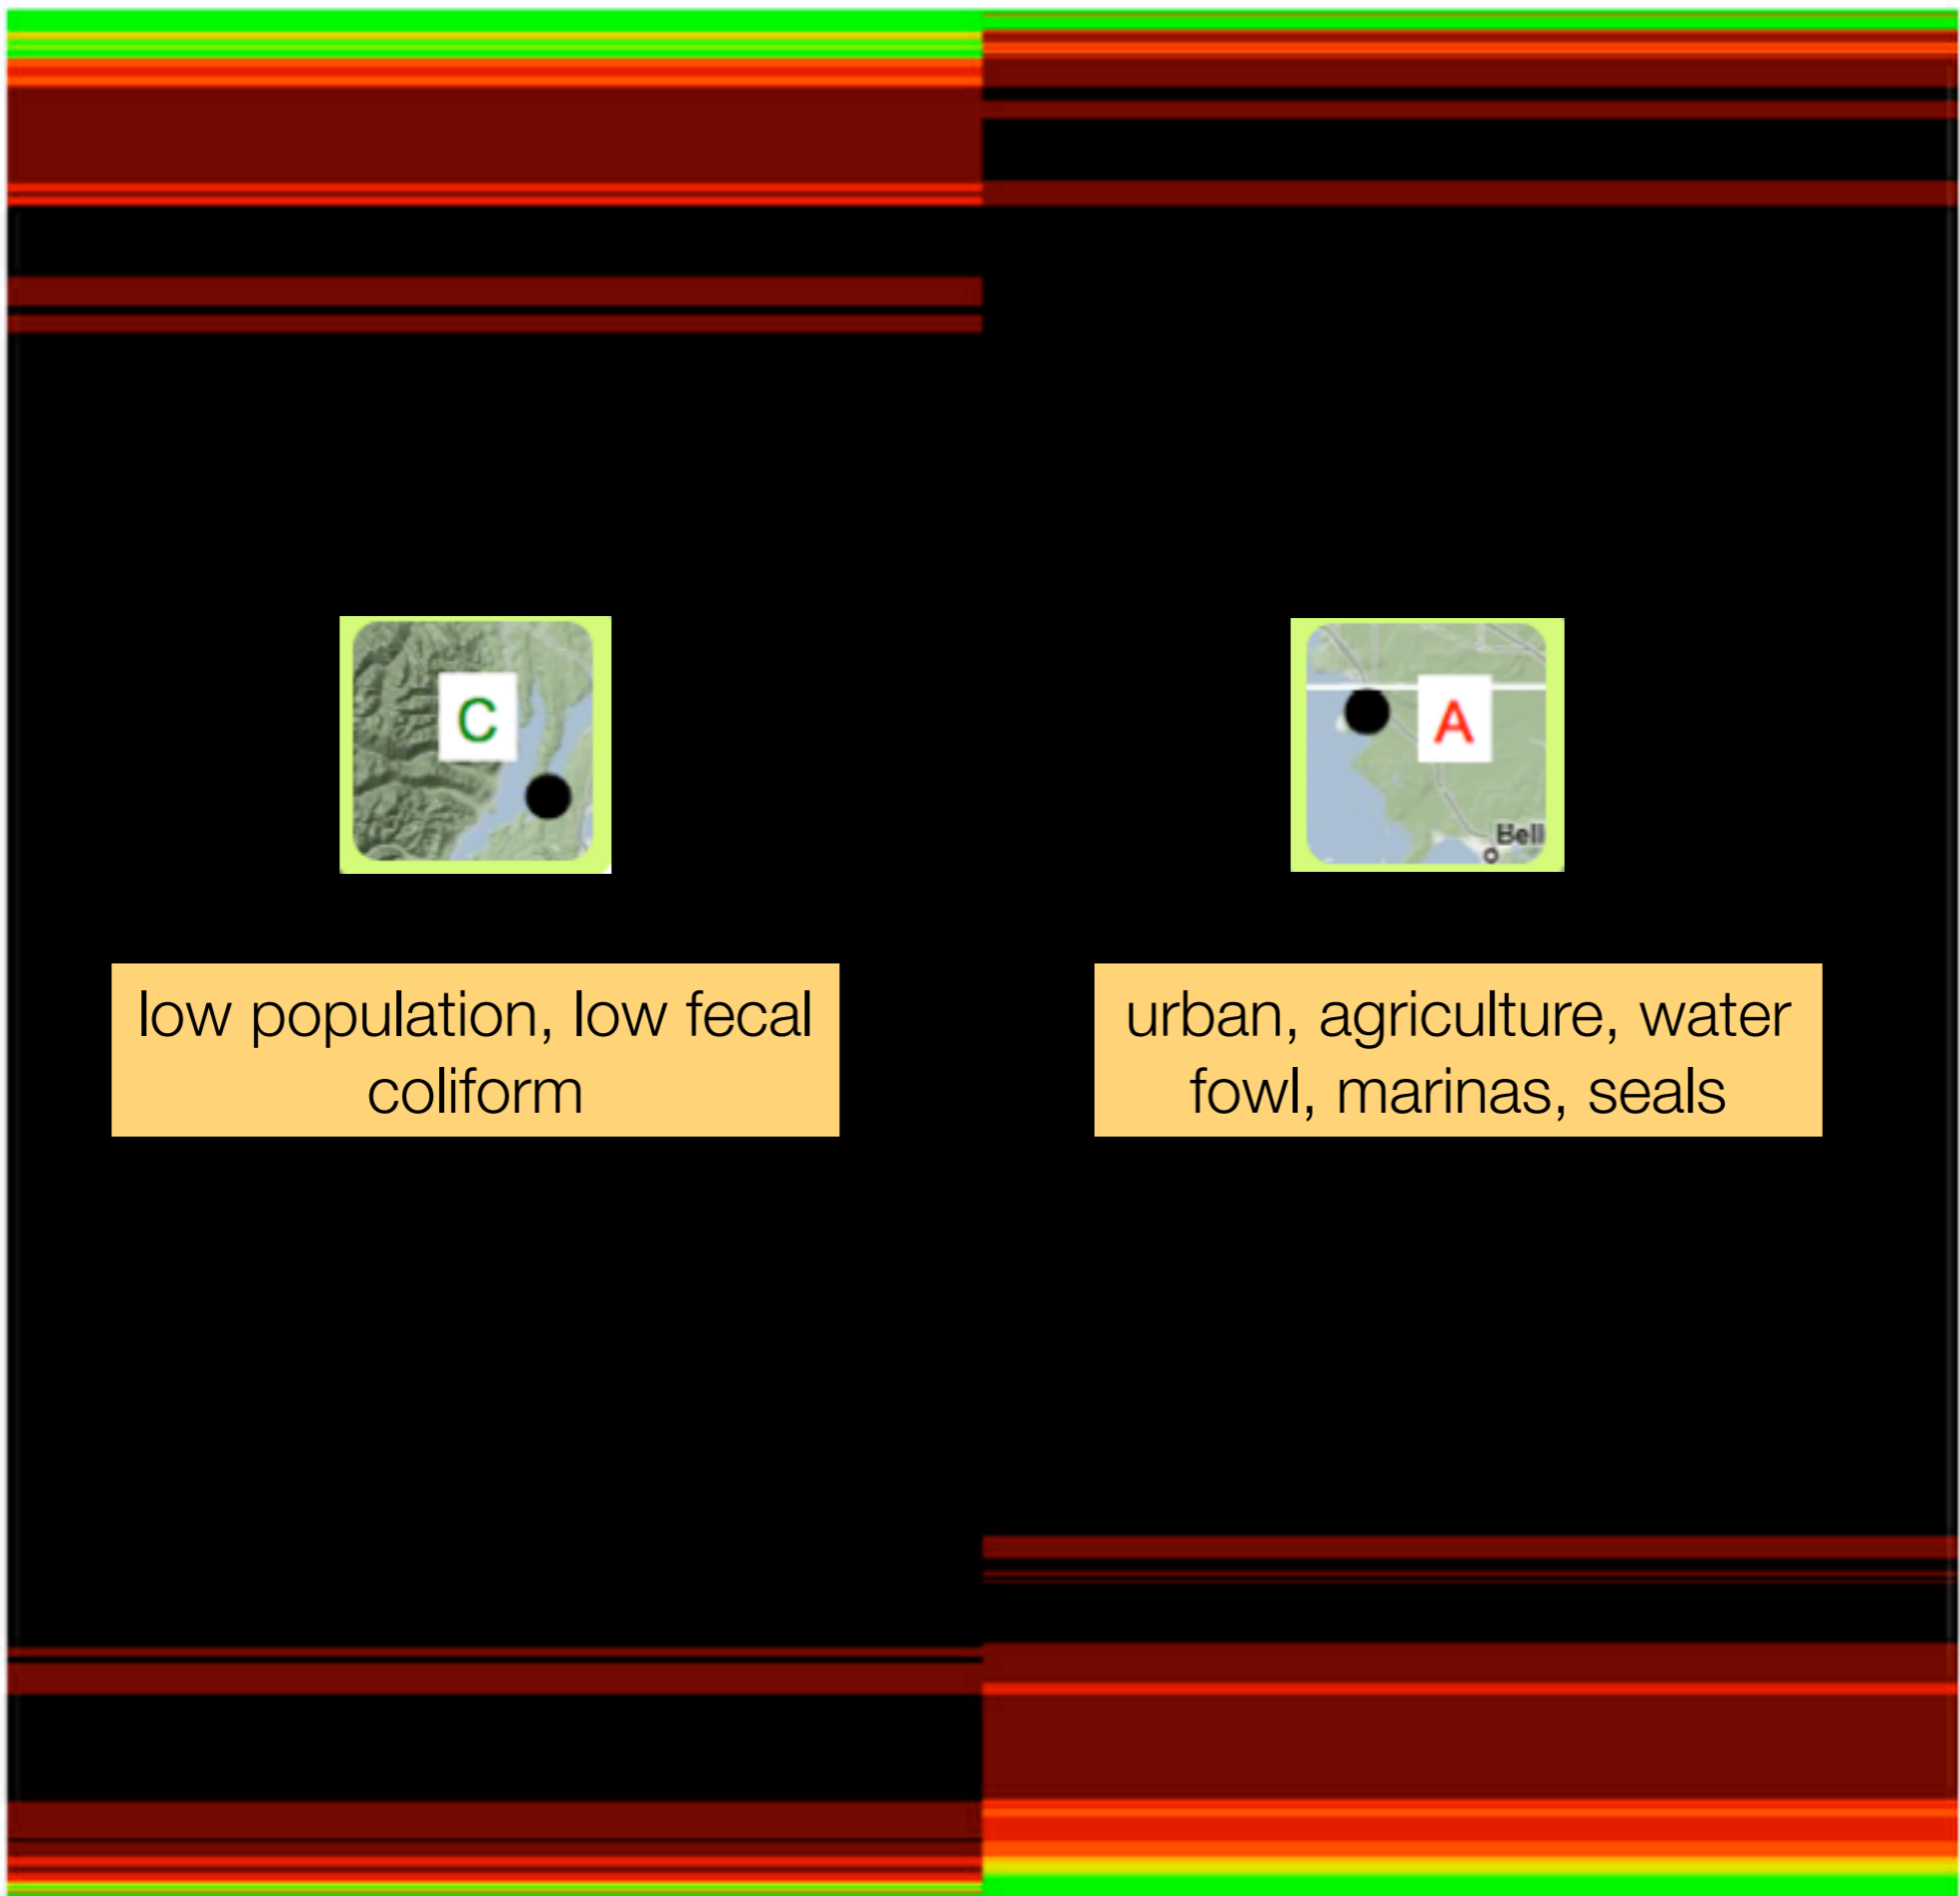 C
A
Bell
low population, low fecal
coliform
urban, agriculture, water
fowl, marinas, seals